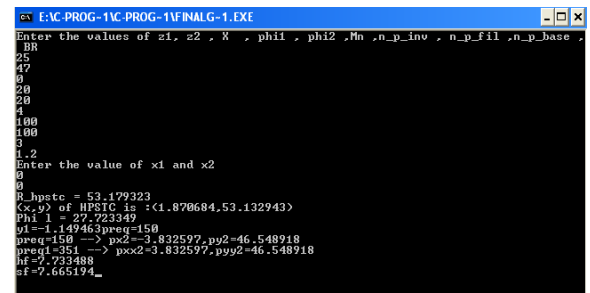 E:\C-PROG~1\C-PROG~1\FINALG~1.EXE
Enter the values of z1, z2 , X , phi1 , phi2 ,Mn ,n_p_inv , n_p_fil ,n_p_base ,
BR
25
47
0
20
20
4
100
100
3
1.2
Enter the value of x1 and x2
0
0
R_hpstc = 53.179323
(x,y) of HPSTC is :(1.870684,53.132943)
Phi l = 27.723349
y1=-1.149463preq=150
preq=150 --> px2=-3.832597,py2=46.548918
preq1=351 --> pxx2=3.832597,pyy2=46.548918
hf=7.733488
sf=7.665194_